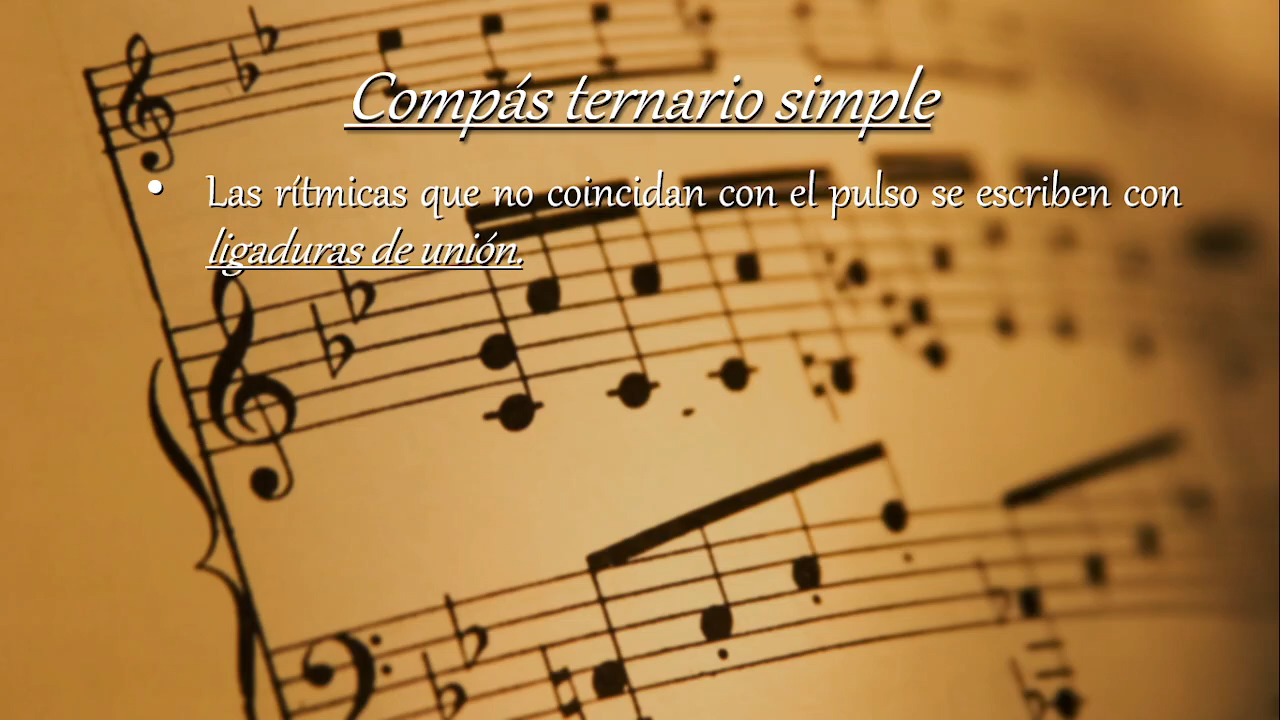 Compás ternario simple
• Las rítmicas que no coincidan con el pulso se escriben con
ligaduras de unión.